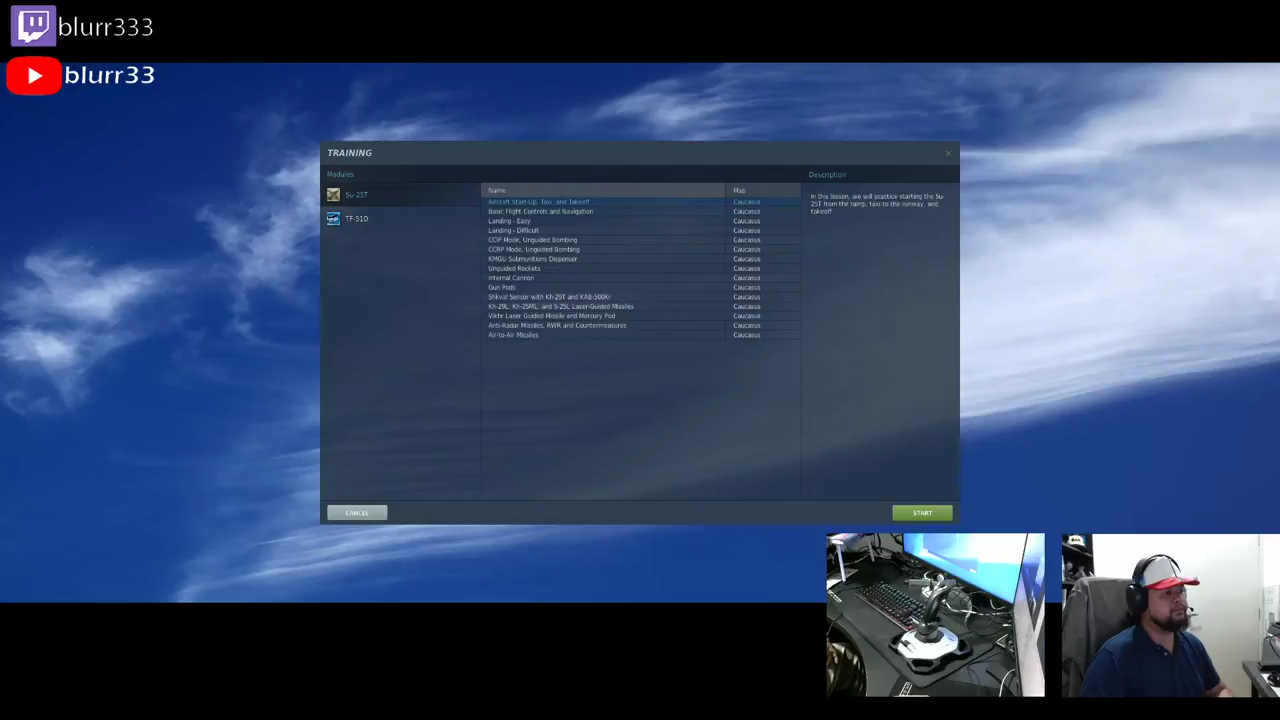 blurr333
blurr33
TRAINING
Modules
Su-25T
TF-51D
Name Map
Aircraft Start-Up, Taxi, and Takeoff Caucasus
Basic Flight Controls and Navigation Caucasus
Landing - Easy Caucasus
Landing - Difficult Caucasus
CCIP Mode, Unguided Bombing Caucasus
CCRP Mode, Unguided Bombing Caucasus
KMGU Submunitions Dispenser Caucasus
Unguided Rockets Caucasus
Internal Cannon Caucasus
Gun Pods Caucasus
Shkval Sensor with Kh-29T and KAB-500Kr Caucasus
Kh-29L, Kh-25ML, and S-25L Laser-Guided Missiles Caucasus
Vikhr Laser Guided Missile and Mercury Pod Caucasus
Anti-Radar Missiles, RWR and Countermeasures Caucasus
Air-to-Air Missiles Caucasus
Description
In this lesson, we will practice starting the Su-
25T from the ramp, taxi to the runway, and
takeoff
CANCEL
START